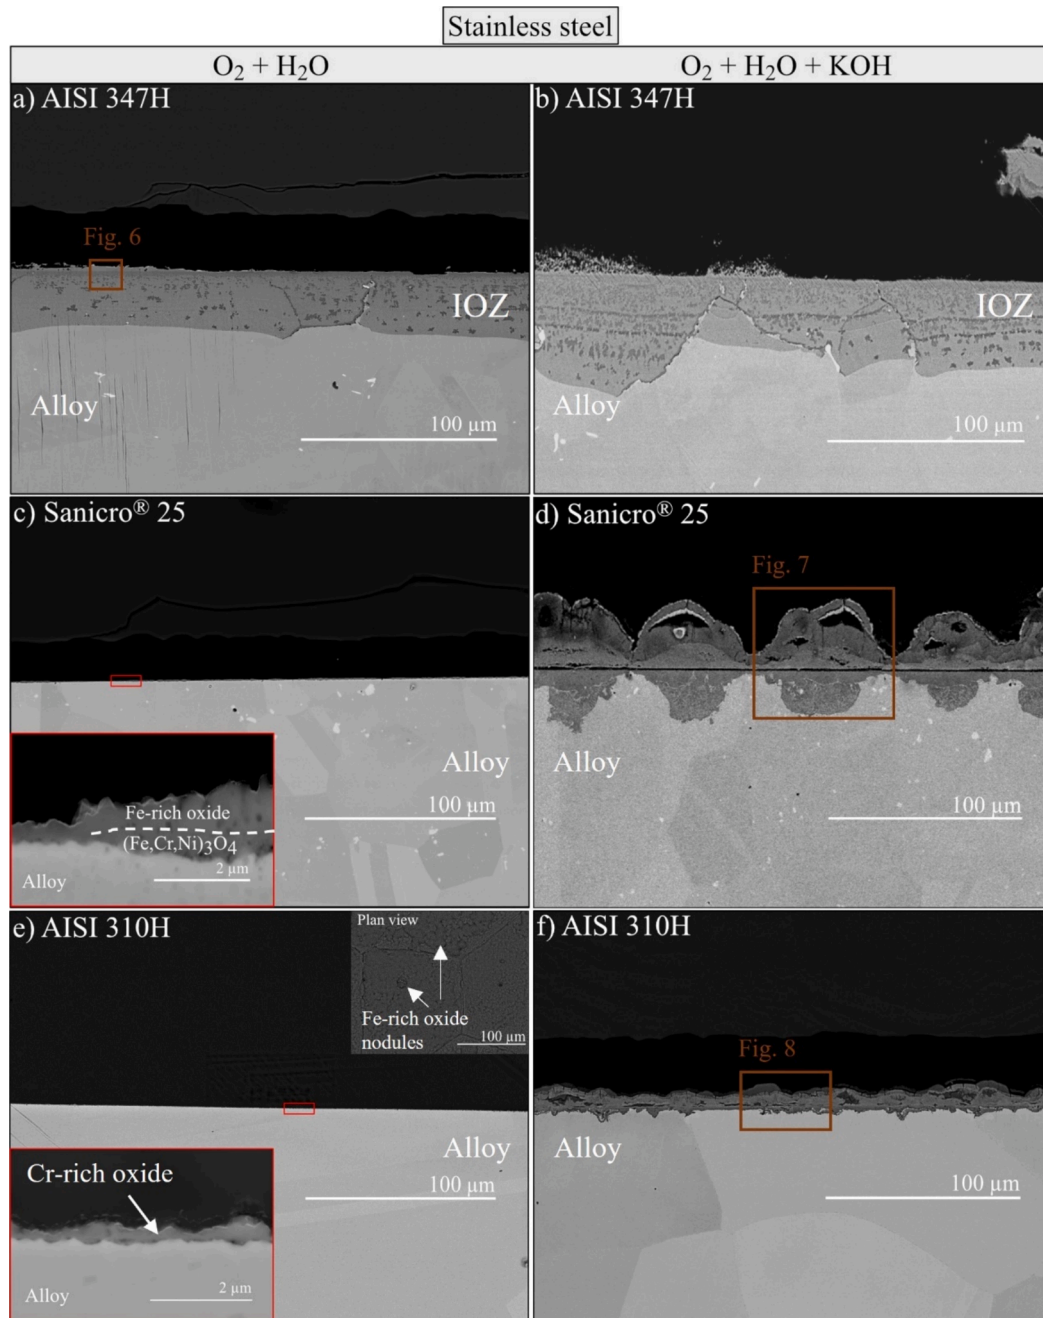 Stainless steel
O₂ + H₂O
O₂ + H₂O + KOH
a) AISI 347H
Fig. 6
IOZ
Alloy
100 µm
b) AISI 347H
IOZ
Alloy
100 µm
c) Sanicro® 25
Alloy
100 µm
Fe-rich oxide
(Fe,Cr,Ni)₃O₄
2 µm
Alloy
d) Sanicro® 25
Fig. 7
Alloy
100 µm
e) AISI 310H
Plan view
Fe-rich oxide
nodules
100 µm
Alloy
100 µm
Cr-rich oxide
Alloy
2 µm
f) AISI 310H
Fig. 8
Alloy
100 µm